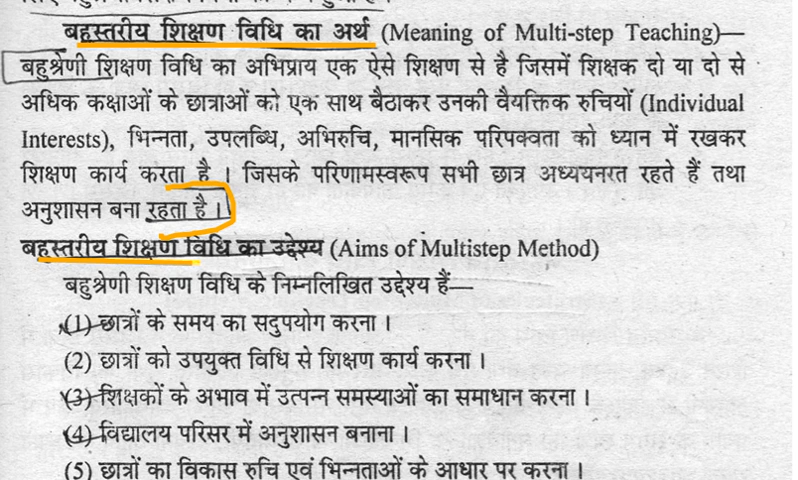 बहस्तरीय शिक्षण विधि का अर्थ (Meaning of Multi-step Teaching)—
बहुश्रेणी शिक्षण विधि का अभिप्राय एक ऐसे शिक्षण से है जिसमें शिक्षक दो या दो से
अधिक कक्षाओं के छात्राओं को एक साथ बैठाकर उनकी वैयक्तिक रुचियों (Individual
Interests), भिन्नता, उपलब्धि, अभिरुचि, मानसिक परिपक्वता को ध्यान में रखकर
शिक्षण कार्य करता है । जिसके परिणामस्वरूप सभी छात्र अध्ययनरत रहते हैं तथा
अनुशासन बना रहता है ।
बहस्तरीय शिक्षण विधि का उद्देश्य (Aims of Multistep Method)
बहुश्रेणी शिक्षण विधि के निम्नलिखित उद्देश्य हैं—
(1) छात्रों के समय का सदुपयोग करना ।
(2) छात्रों को उपयुक्त विधि से शिक्षण कार्य करना ।
(3) शिक्षकों के अभाव में उत्पन्न समस्याओं का समाधान करना ।
(4) विद्यालय परिसर में अनुशासन बनाना ।
(5) छात्रों का विकास रुचि एवं भिन्नताओं के आधार पर करना ।